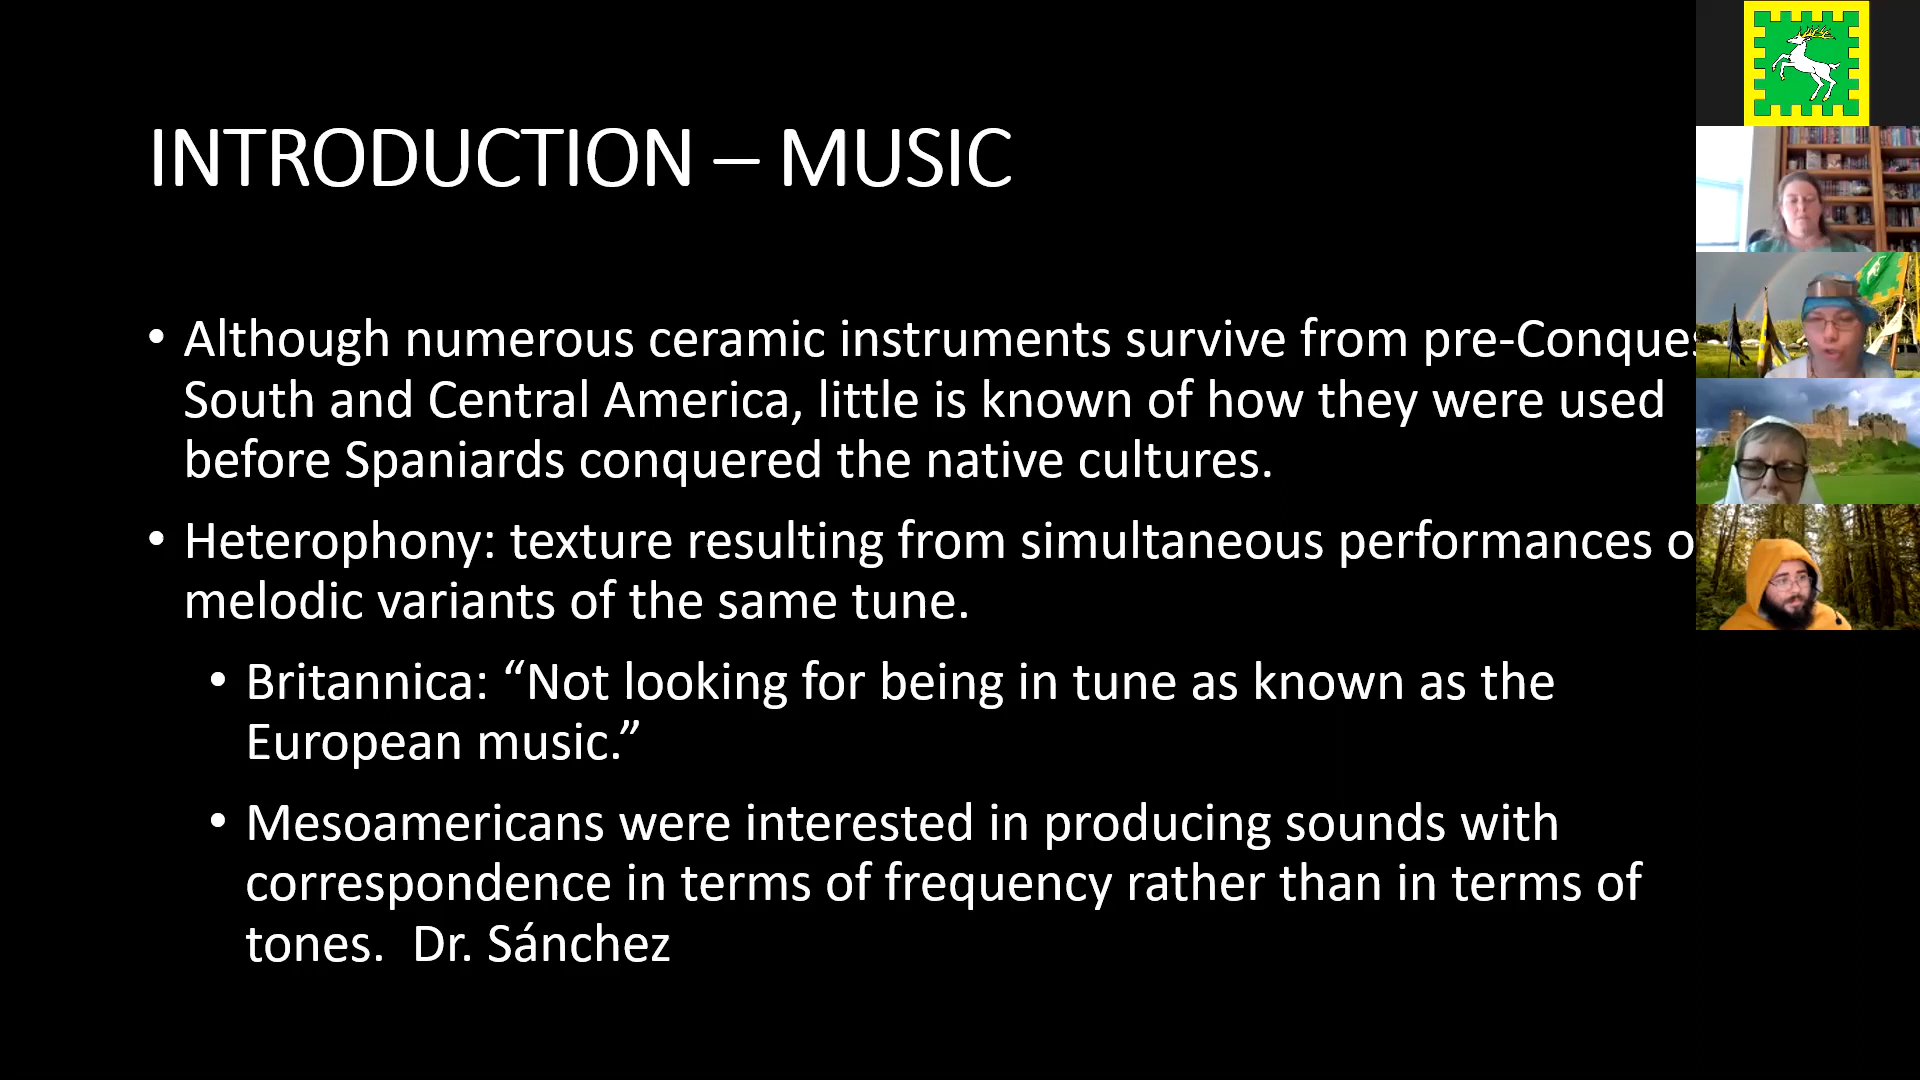 INTRODUCTION – MUSIC
• Although numerous ceramic instruments survive from pre-Conques
South and Central America, little is known of how they were used
before Spaniards conquered the native cultures.
• Heterophony: texture resulting from simultaneous performances o
melodic variants of the same tune.
• Britannica: “Not looking for being in tune as known as the
European music.”
• Mesoamericans were interested in producing sounds with
correspondence in terms of frequency rather than in terms of
tones.  Dr. Sánchez